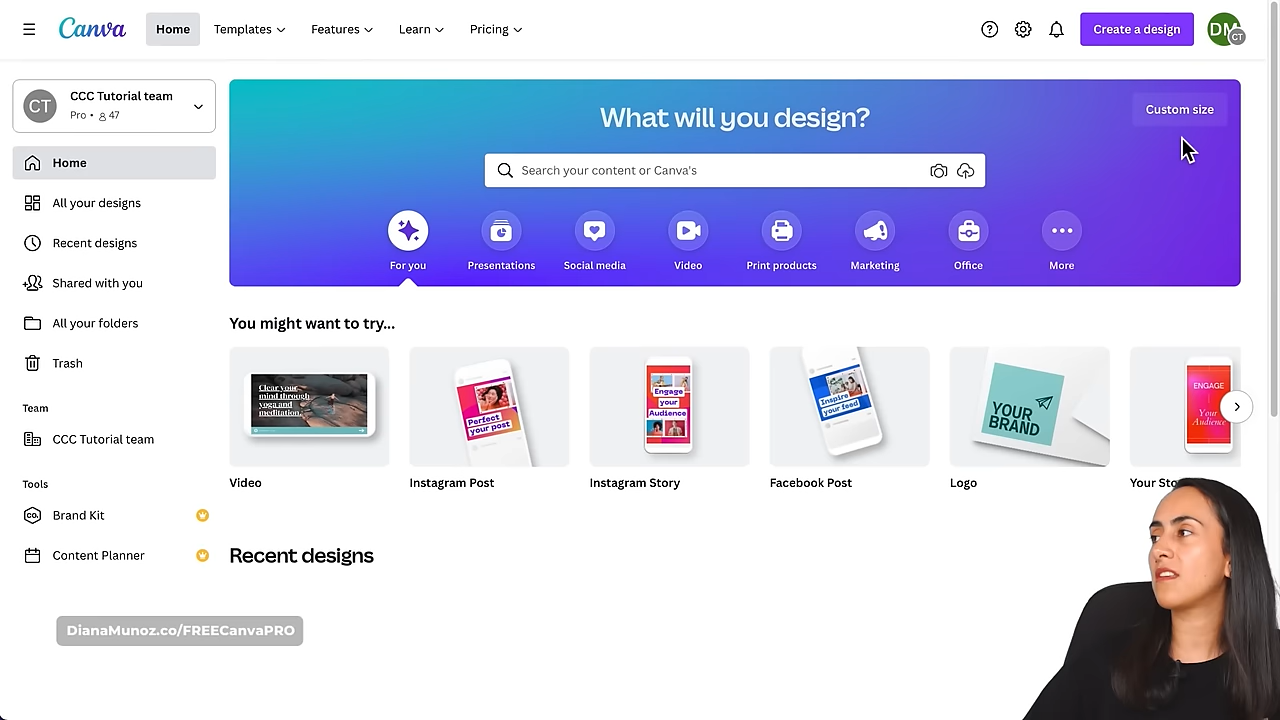 Canva
Home
Templates
Features
Learn
Pricing
Create a design
DM
CT
CT
CCC Tutorial team
Pro • 47
Home
All your designs
Recent designs
Shared with you
All your folders
Trash
Team
CCC Tutorial team
Tools
CO.
Brand Kit
Content Planner
What will you design?
Custom size
Search your content or Canva's
For you
Presentations
Social media
Video
Print products
Marketing
Office
More
You might want to try...
Clear your
mind through
yoga and
meditation.
Perfect
your post
Engage
your
Audience
Inspire
your feed
YOUR
BRAND
ENGAGE
Your
Audience
Video
Instagram Post
Instagram Story
Facebook Post
Logo
Recent designs
DianaMunoz.co/FREECanvaPRO